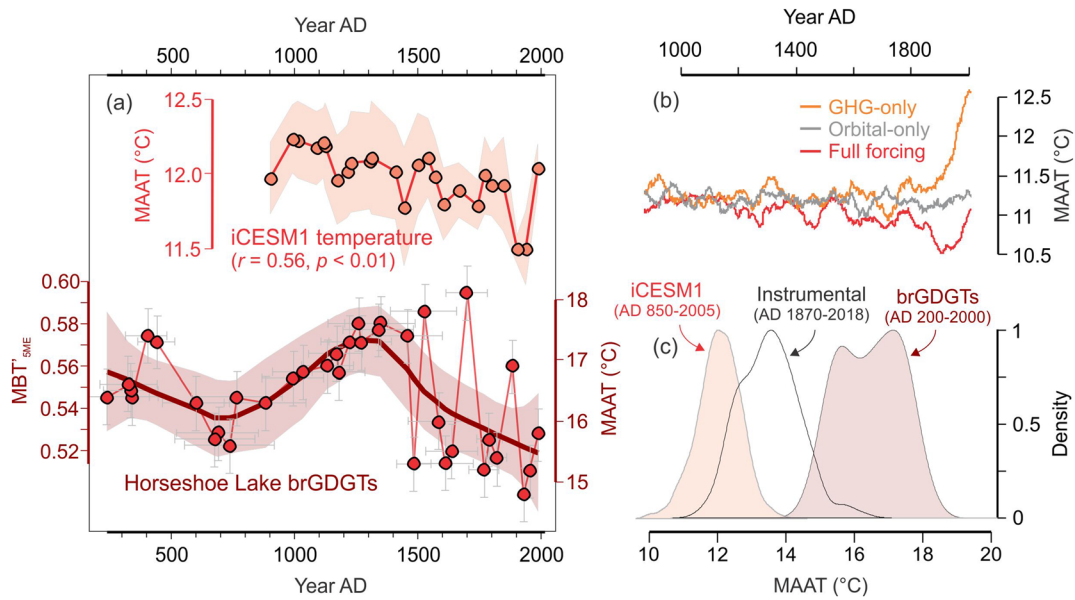 Year AD
500 1000 1500 2000
(a)
12.5
12.0
11.5
MAAT (°C)
iCESM1 temperature
(r = 0.56, p < 0.01)
0.60
0.58
0.56
0.54
0.52
MBT'5ME
18
17
16
15
MAAT (°C)
Horseshoe Lake brGDGTs
500 1000 1500 2000
Year AD
Year AD
1000 1400 1800
(b)
GHG-only
Orbital-only
Full forcing
12.5
12
11.5
11
10.5
MAAT (°C)
iCESM1
(AD 850-2005)
Instrumental
(AD 1870-2018)
brGDGTs
(AD 200-2000)
(c)
1
0.5
0
Density
10 12 14 16 18 20
MAAT (°C)